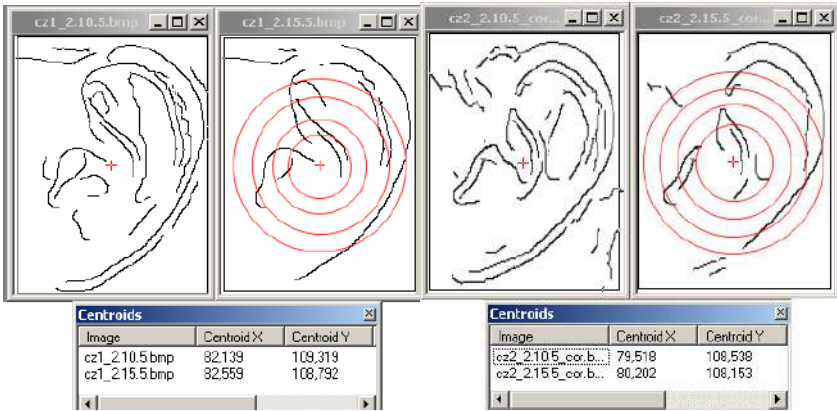 cz1_2.10.5.bmp
cz1_2.15.5.bmp
cz2_2.10.5_cor...
cz2_2.15.5_cor...
Centroids
Image Centroid X Centroid Y
cz1_2.10.5.bmp 82,139 109,319
cz1_2.15.5.bmp 82,559 108,792
Centroids
Image Centroid X Centroid Y
cz2_2.10.5_cor.b... 79,518 108,538
cz2_2.15.5_cor.b... 80,202 108,153